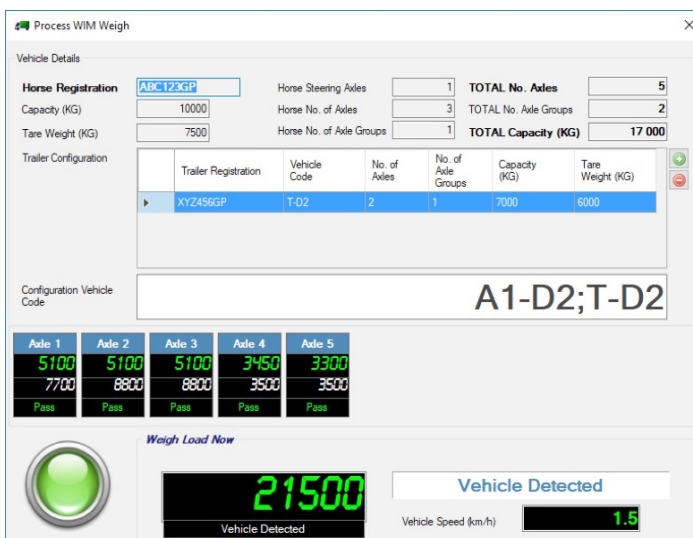 Process WIM Weigh
Vehicle Details
Horse Registration ABC123GP Horse Steering Axles 1 TOTAL No. Axles 5
Capacity (KG) 10000 Horse No. of Axles 3 TOTAL No. Axle Groups 2
Tare Weight (KG) 7500 Horse No. of Axle Groups 1 TOTAL Capacity (KG) 17 000
Trailer Configuration
Trailer Registration Vehicle Code No. of Axles No. of Axle Groups Capacity (KG) Tare Weight (KG)
XYZ456GP T-D2 2 1 7000 6000
Configuration Vehicle
Code
A1-D2;T-D2
Axle 1 Axle 2 Axle 3 Axle 4 Axle 5
5100 5100 5100 3450 3300
7700 8800 8800 3500 3500
Pass Pass Pass Pass Pass
Weigh Load Now
21500
Vehicle Detected
Vehicle Detected
Vehicle Speed (km/h) 1.5